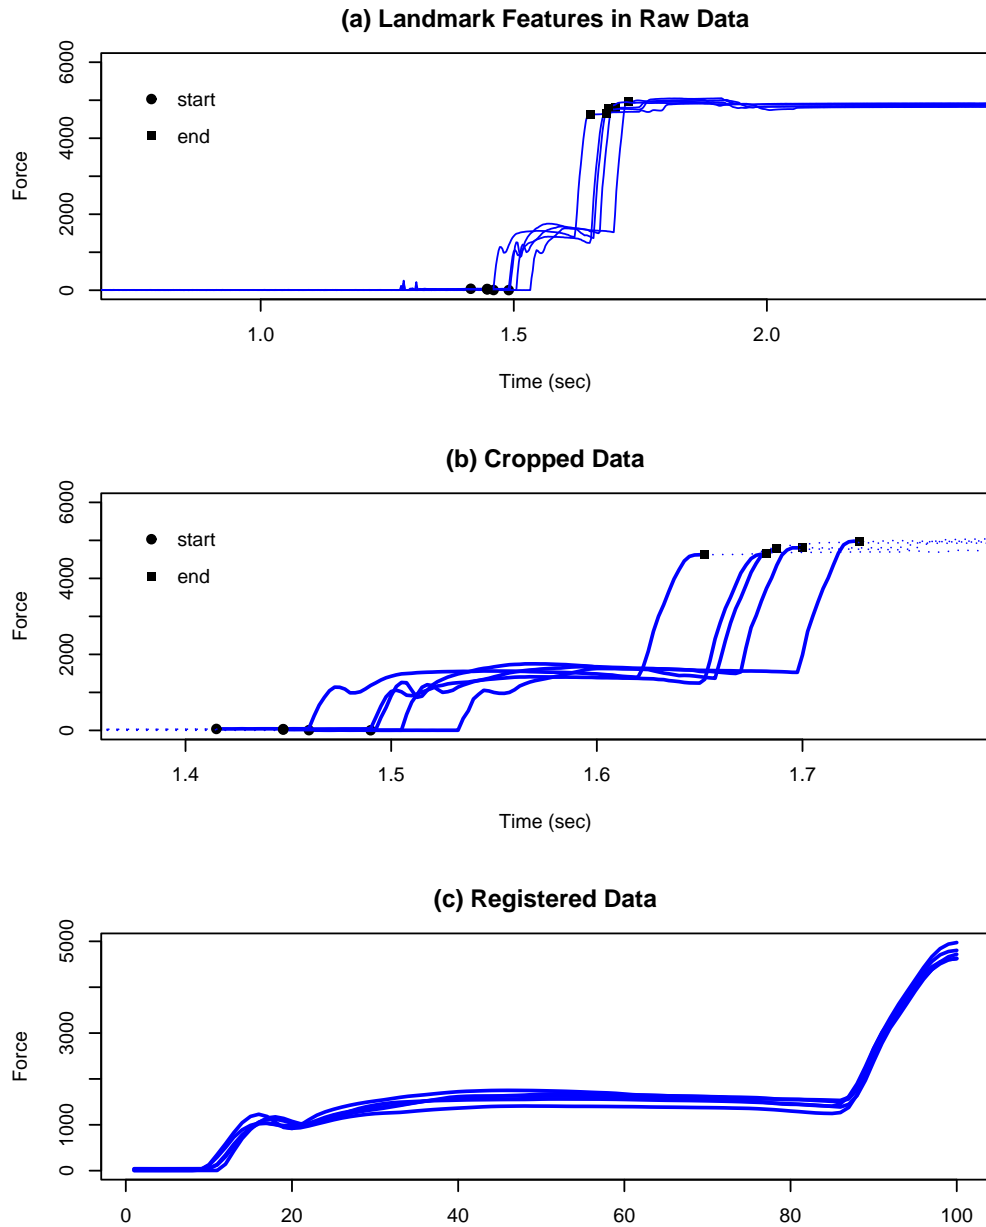 (a) Landmark Features in Raw Data
6000
4000
2000
0
Force
start
end
1.0 1.5 2.0
Time (sec)
(b) Cropped Data
6000
4000
2000
0
Force
start
end
1.4 1.5 1.6 1.7
Time (sec)
(c) Registered Data
5000
3000
1000
0
Force
0 20 40 60 80 100